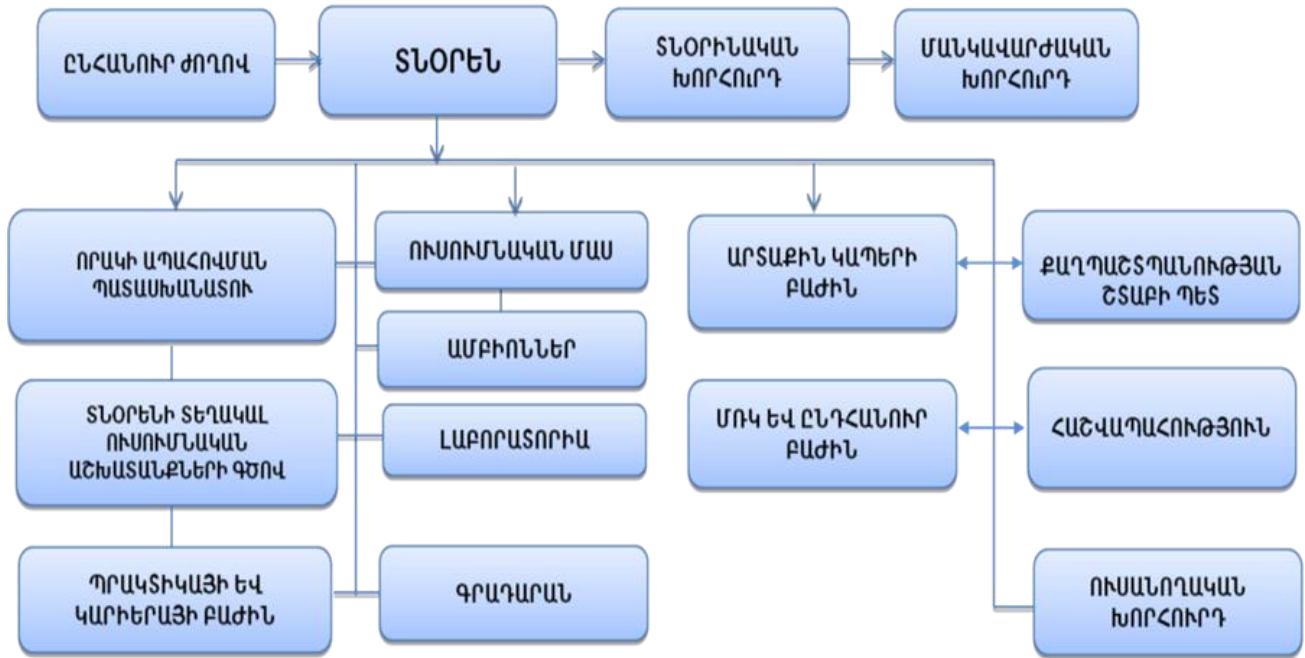 ԸՆՀԱՆՈՒՐ ԺՈՂՈՎ
ՏՆՕՐԵՆ
ՏՆՕՐԻՆԱԿԱՆ
ԽՈՐՀՈւՐԴ
ՄԱՆԿԱՎԱՐԺԱԿԱՆ
ԽՈՐՀՈւՐԴ
ՈՐԱԿԻ ԱՊԱՀՈՎՄԱՆ
ՊԱՏԱՍԽԱՆԱՏՈՒ
ՈՒՍՈՒՄՆԱԿԱՆ ՄԱՍ
ԱՐՏԱՔԻՆ ԿԱՊԵՐԻ
ԲԱԺԻՆ
ՔԱՂՊԱՇՏՊԱՆՈՒԹՅԱՆ
ՇՏԱԲԻ ՊԵՏ
ԱՄԲԻՈՆՆԵՐ
ՏՆՕՐԵՆԻ ՏԵՂԱԿԱԼ
ՈՒՍՈՒՄՆԱԿԱՆ
ԱՇԽԱՏԱՆՔՆԵՐԻ ԳԾՈՎ
ԼԱԲՈՐԱՏՈՐԻԱ
ՄՌԿ ԵՎ ԸՆԴՀԱՆՈՒՐ
ԲԱԺԻՆ
ՀԱՇՎԱՊԱՀՈՒԹՅՈՒՆ
ՊՐԱԿՏԻԿԱՅԻ ԵՎ
ԿԱՐԻԵՐԱՅԻ ԲԱԺԻՆ
ԳՐԱԴԱՐԱՆ
ՈՒՍԱՆՈՂԱԿԱՆ
ԽՈՐՀՈՒՐԴ